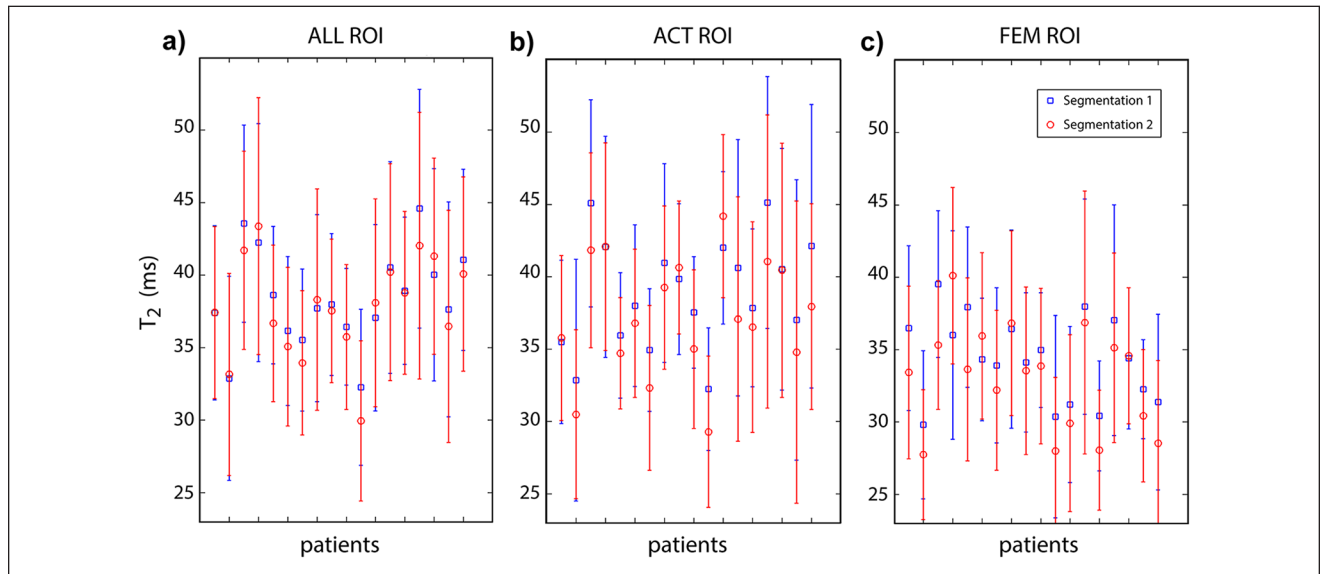 a) ALL ROI
b) ACT ROI
c) FEM ROI
T2 (ms)
50
45
40
35
30
25
patients
50
45
40
35
30
25
patients
50
45
40
35
30
25
Segmentation 1
Segmentation 2
patients